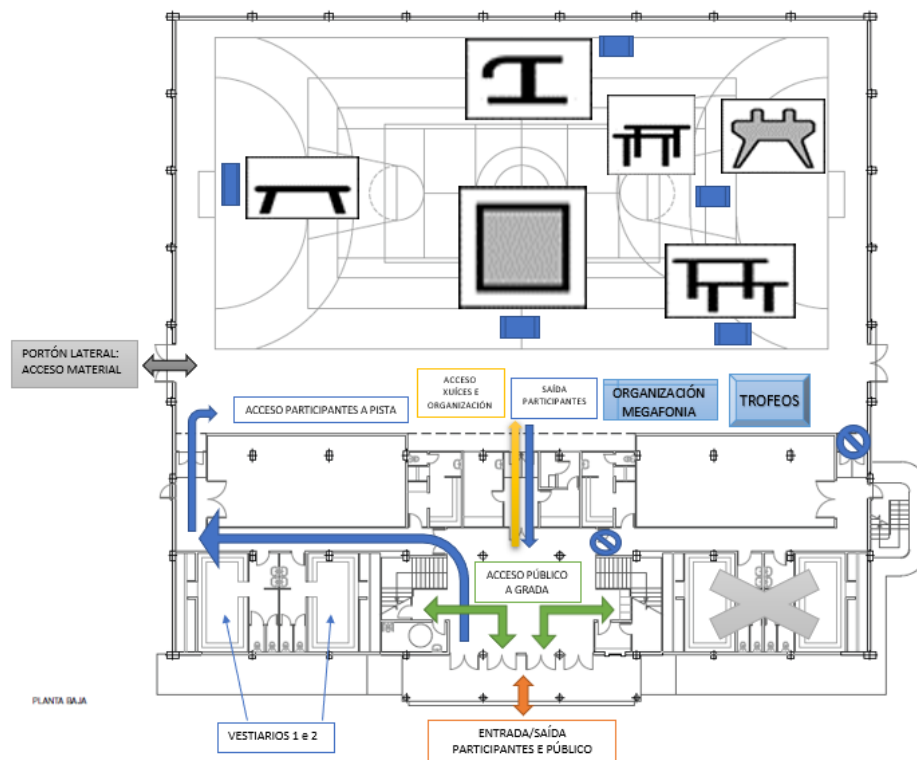 PORTÓN LATERAL:
ACCESO MATERIAL
ACCESO PARTICIPANTES A PISTA
ACCESO
XUÍCES E
ORGANIZACIÓN
SAÍDA
PARTICIPANTES
ORGANIZACIÓN
MEGAFONIA
TROFEOS
ACCESO PÚBLICO
A GRADA
PLANTA BAJA
VESTIARIOS 1 e 2
ENTRADA/SAÍDA
PARTICIPANTES E PÚBLICO